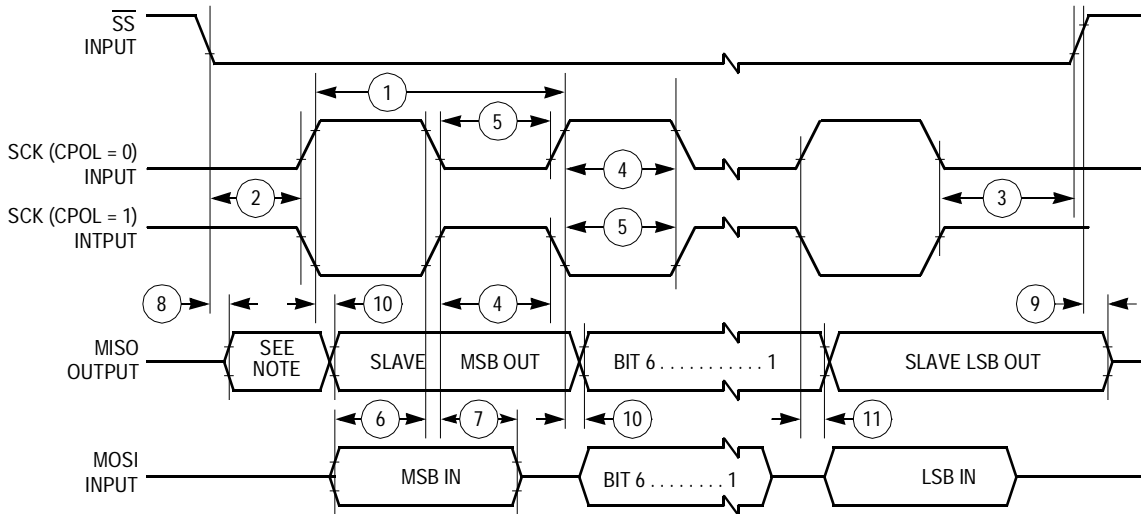 SS
INPUT
1
5
SCK (CPOL = 0)
INPUT
4
2
3
SCK (CPOL = 1)
INTPUT
5
8
10
4
9
MISO
OUTPUT
SEE
NOTE
SLAVE
MSB OUT
BIT 6 . . . . . . . . . . . 1
SLAVE LSB OUT
6
7
10
11
MOSI
INPUT
MSB IN
BIT 6 . . . . . . . . 1
LSB IN